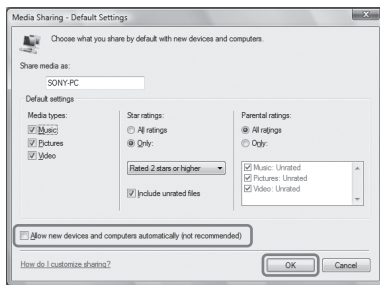 Media Sharing - Default Settings
Choose what you share by default with new devices and computers.
Share media as:
SONY-PC
Default settings
Media types:
Music
Pictures
Video
Star ratings:
All ratings
Only:
Rated 2 stars or higher
Include unrated files
Parental ratings:
All ratings
Only:
Music: Unrated
Pictures: Unrated
Video: Unrated
Allow new devices and computers automatically (not recommended)
How do I customize sharing?
OK
Cancel